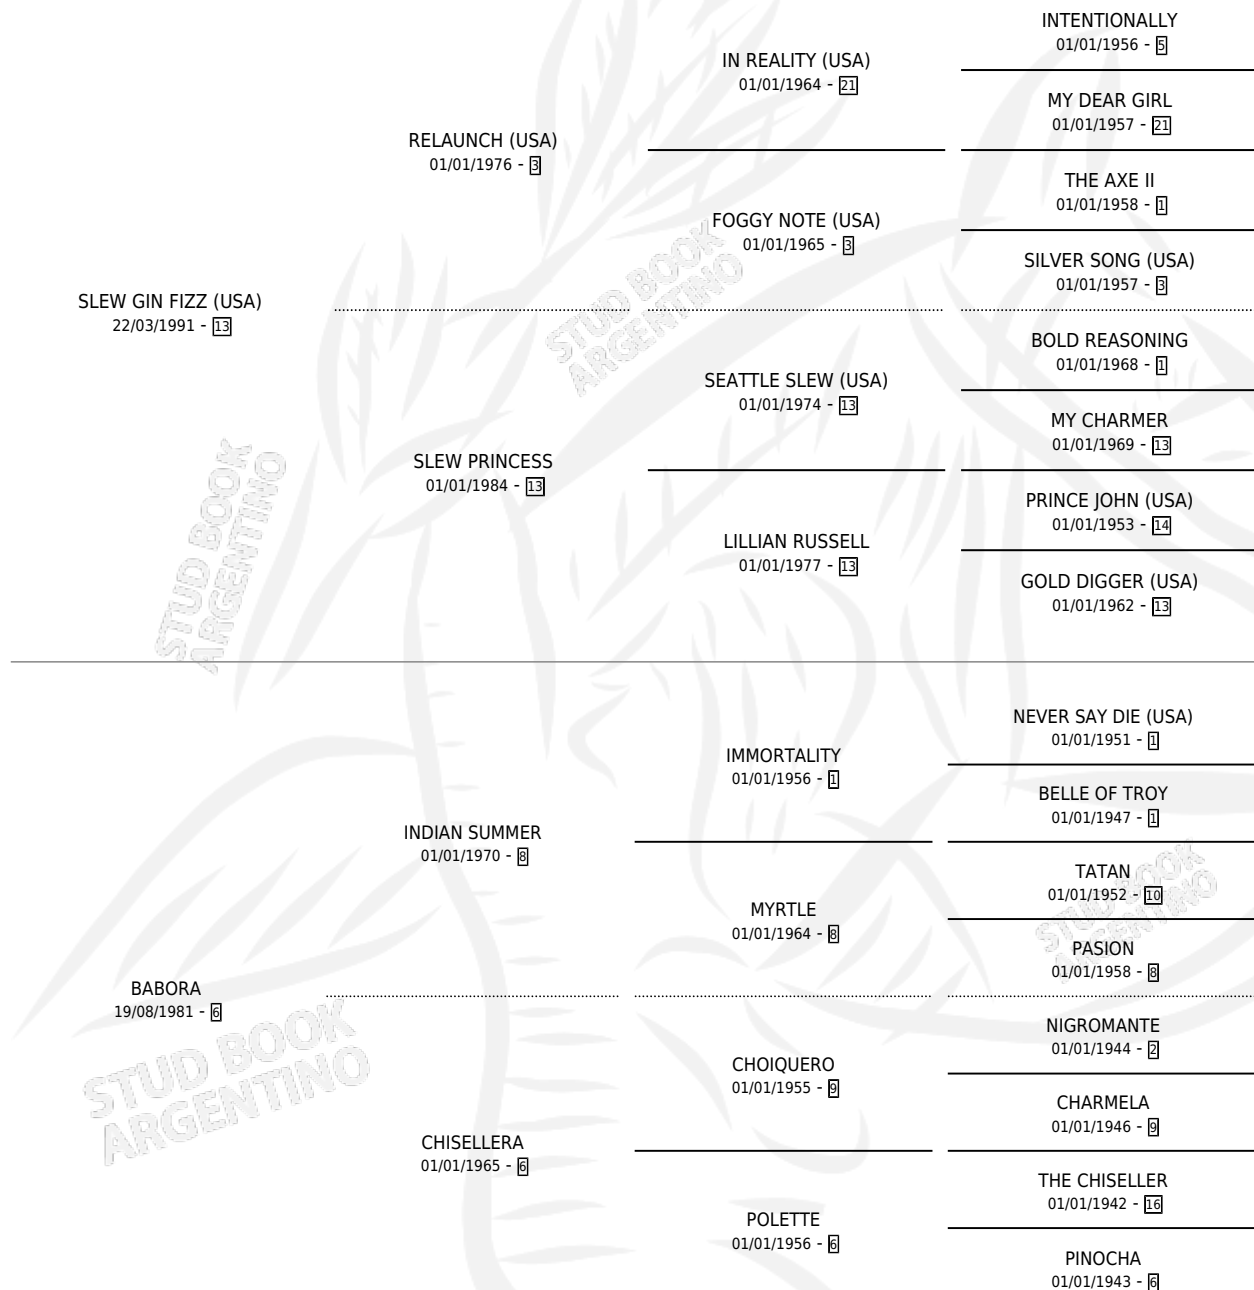 INTENTIONALLY
01/01/1956 - 5
IN REALITY (USA)
01/01/1964 - 21
MY DEAR GIRL
01/01/1957 - 21
RELAUNCH (USA)
01/01/1976 - 3
THE AXE II
01/01/1958 - 1
FOGGY NOTE (USA)
01/01/1965 - 3
SILVER SONG (USA)
01/01/1957 - 3
SLEW GIN FIZZ (USA)
22/03/1991 - 13
BOLD REASONING
01/01/1968 - 1
SEATTLE SLEW (USA)
01/01/1974 - 13
MY CHARMER
01/01/1969 - 13
SLEW PRINCESS
01/01/1984 - 13
PRINCE JOHN (USA)
01/01/1953 - 14
LILLIAN RUSSELL
01/01/1977 - 13
GOLD DIGGER (USA)
01/01/1962 - 13
NEVER SAY DIE (USA)
01/01/1951 - 1
IMMORTALITY
01/01/1956 - 1
BELLE OF TROY
01/01/1947 - 1
INDIAN SUMMER
01/01/1970 - 8
TATAN
01/01/1952 - 10
MYRTLE
01/01/1964 - 8
PASION
01/01/1958 - 8
BABORA
19/08/1981 - 6
NIGROMANTE
01/01/1944 - 2
CHOIQUERO
01/01/1955 - 9
CHARMELA
01/01/1946 - 9
CHISELLERA
01/01/1965 - 6
THE CHISELLER
01/01/1942 - 16
POLETTE
01/01/1956 - 6
PINOCHA
01/01/1943 - 6
STUD BOOK
ARGENTINO
STUD BOOK
ARGENTINO
STUD BOOK
ARGENTINO
STUD BOOK
ARGENTINO